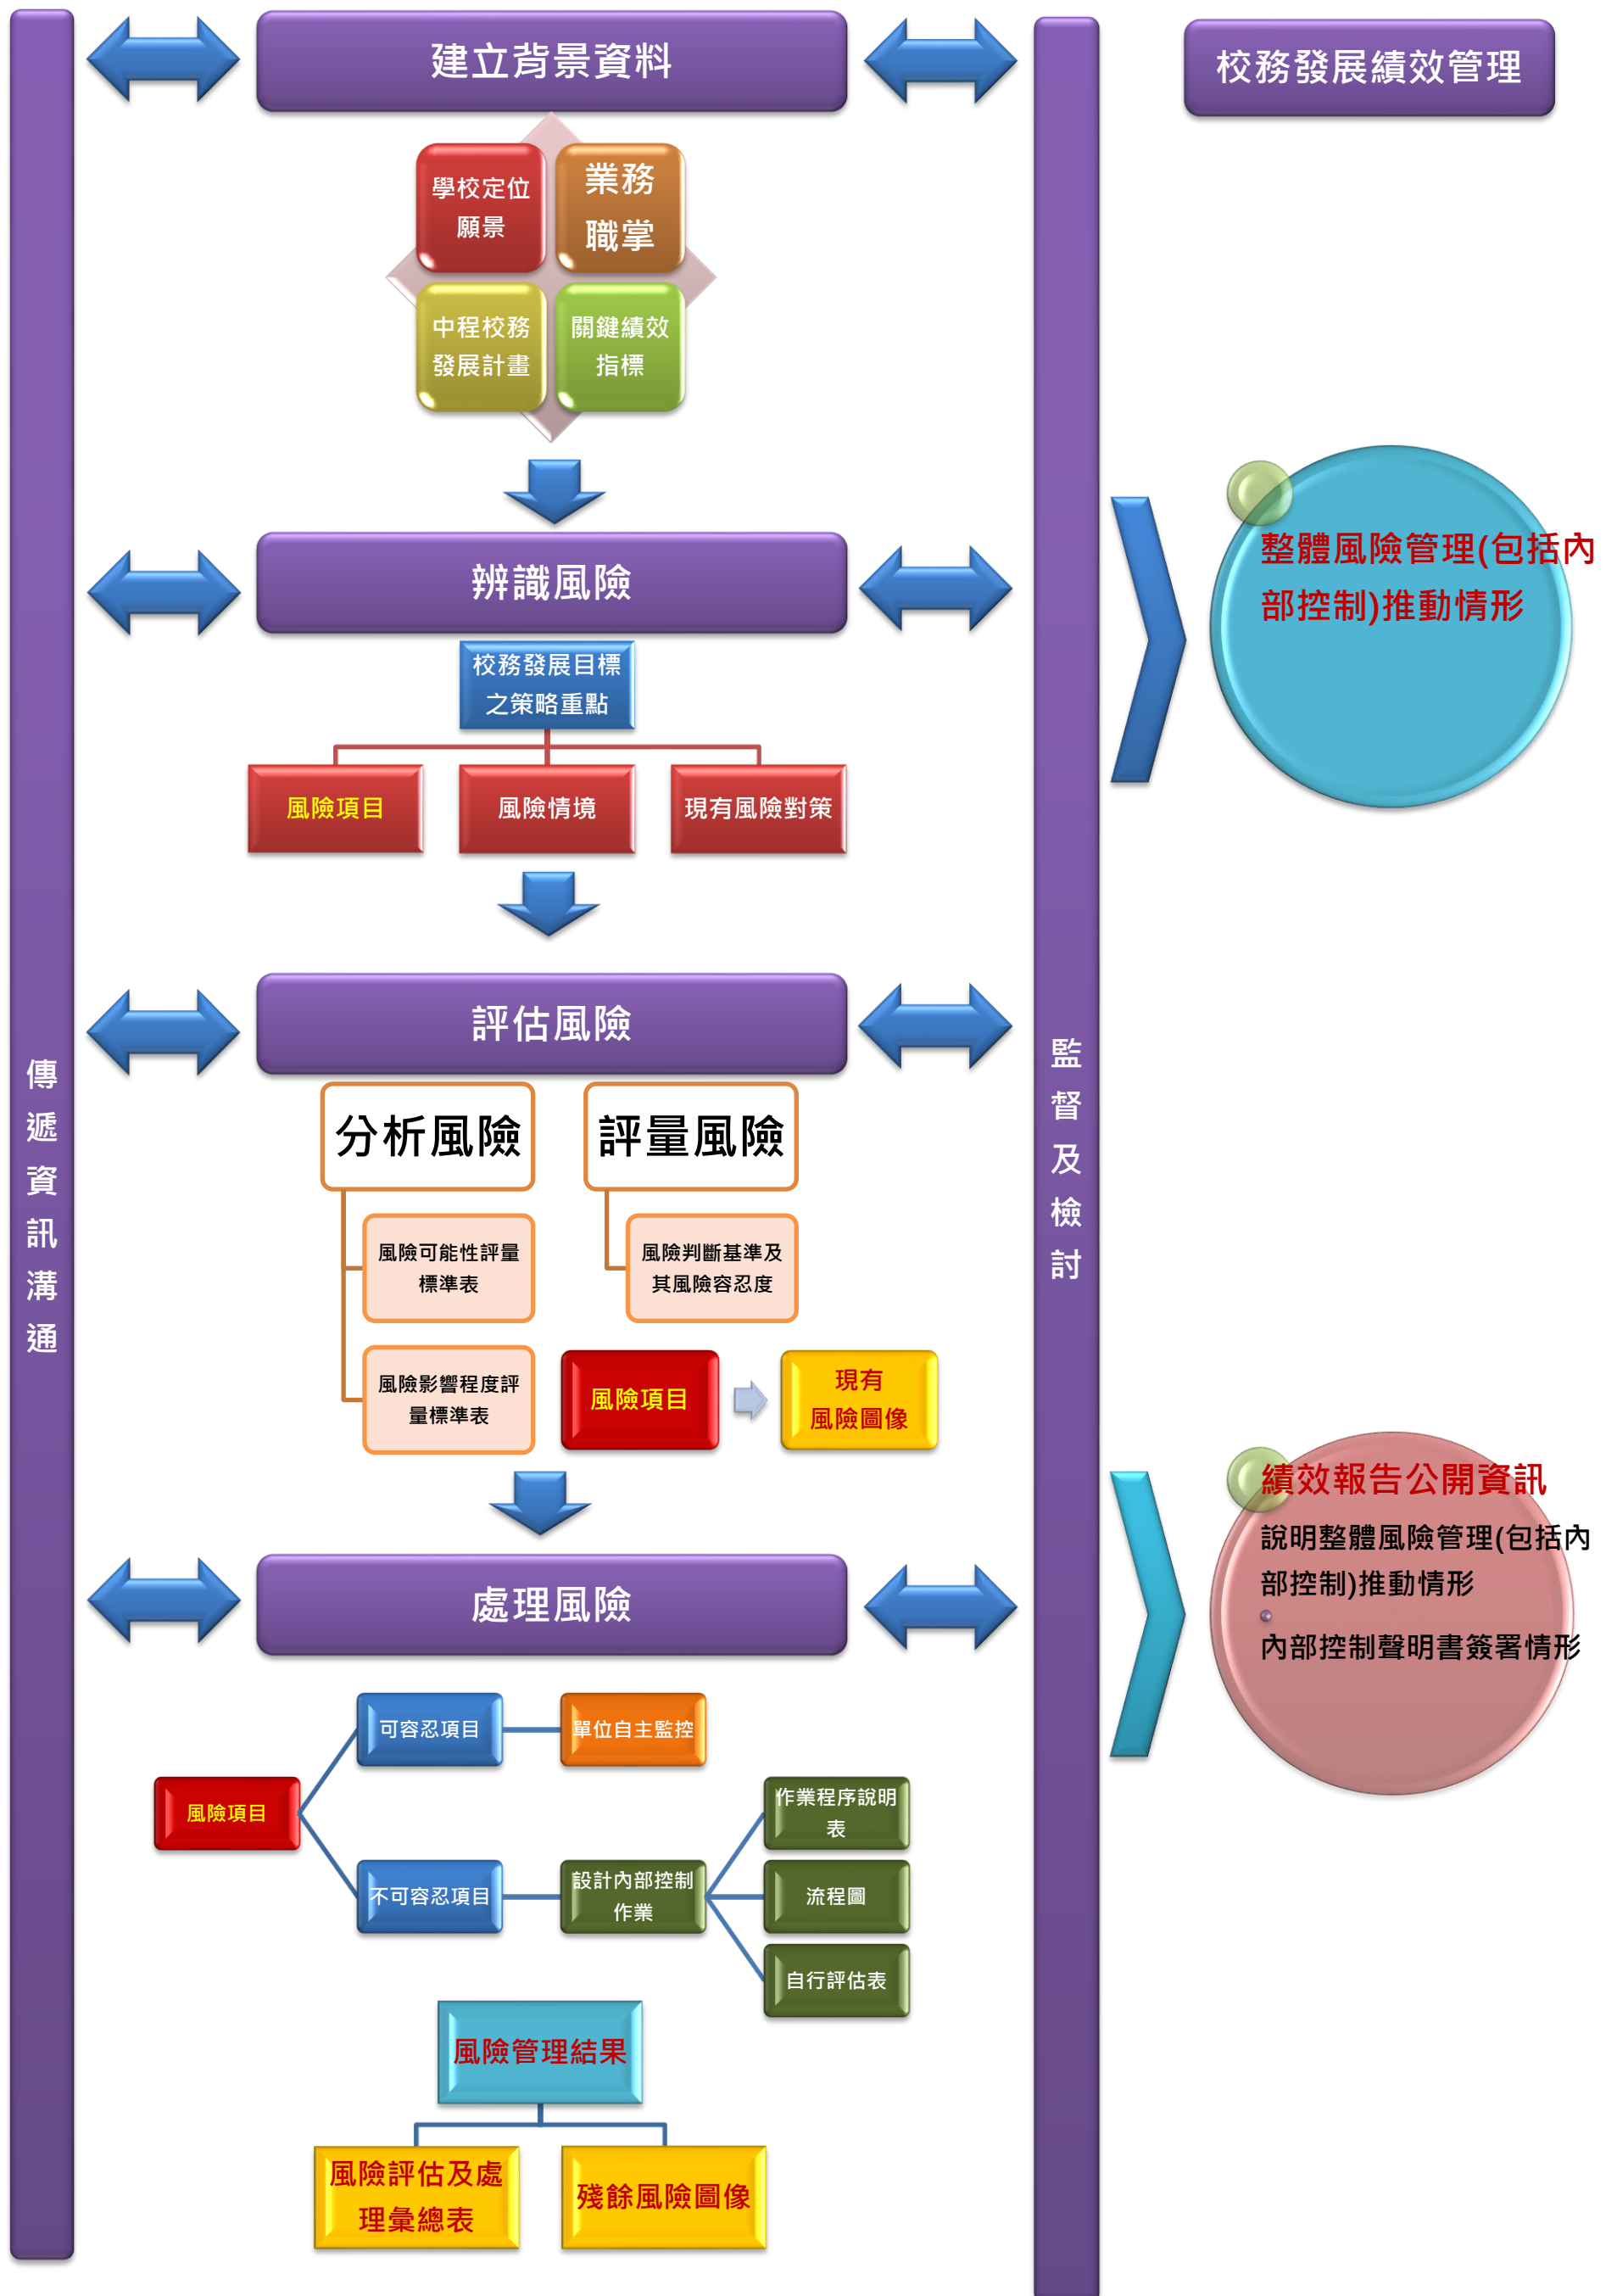 建立背景資料
校務發展績效管理
學校定位
願景
業務
職掌
中程校務
發展計畫
關鍵績效
指標
整體風險管理(包括內
部控制)推動情形
辨識風險
校務發展目標
之策略重點
風險項目
風險情境
現有風險對策
評估風險
傳遞資訊溝通
監督及檢討
分析風險
評量風險
風險可能性評量
標準表
風險判斷基準及
其風險容忍度
風險影響程度評
量標準表
風險項目
現有
風險圖像
績效報告公開資訊
說明整體風險管理(包括內
部控制)推動情形
內部控制聲明書簽署情形
處理風險
可容忍項目
單位自主監控
風險項目
作業程序說明
表
不可容忍項目
設計內部控制
作業
流程圖
自行評估表
風險管理結果
風險評估及處
理彙總表
殘餘風險圖像